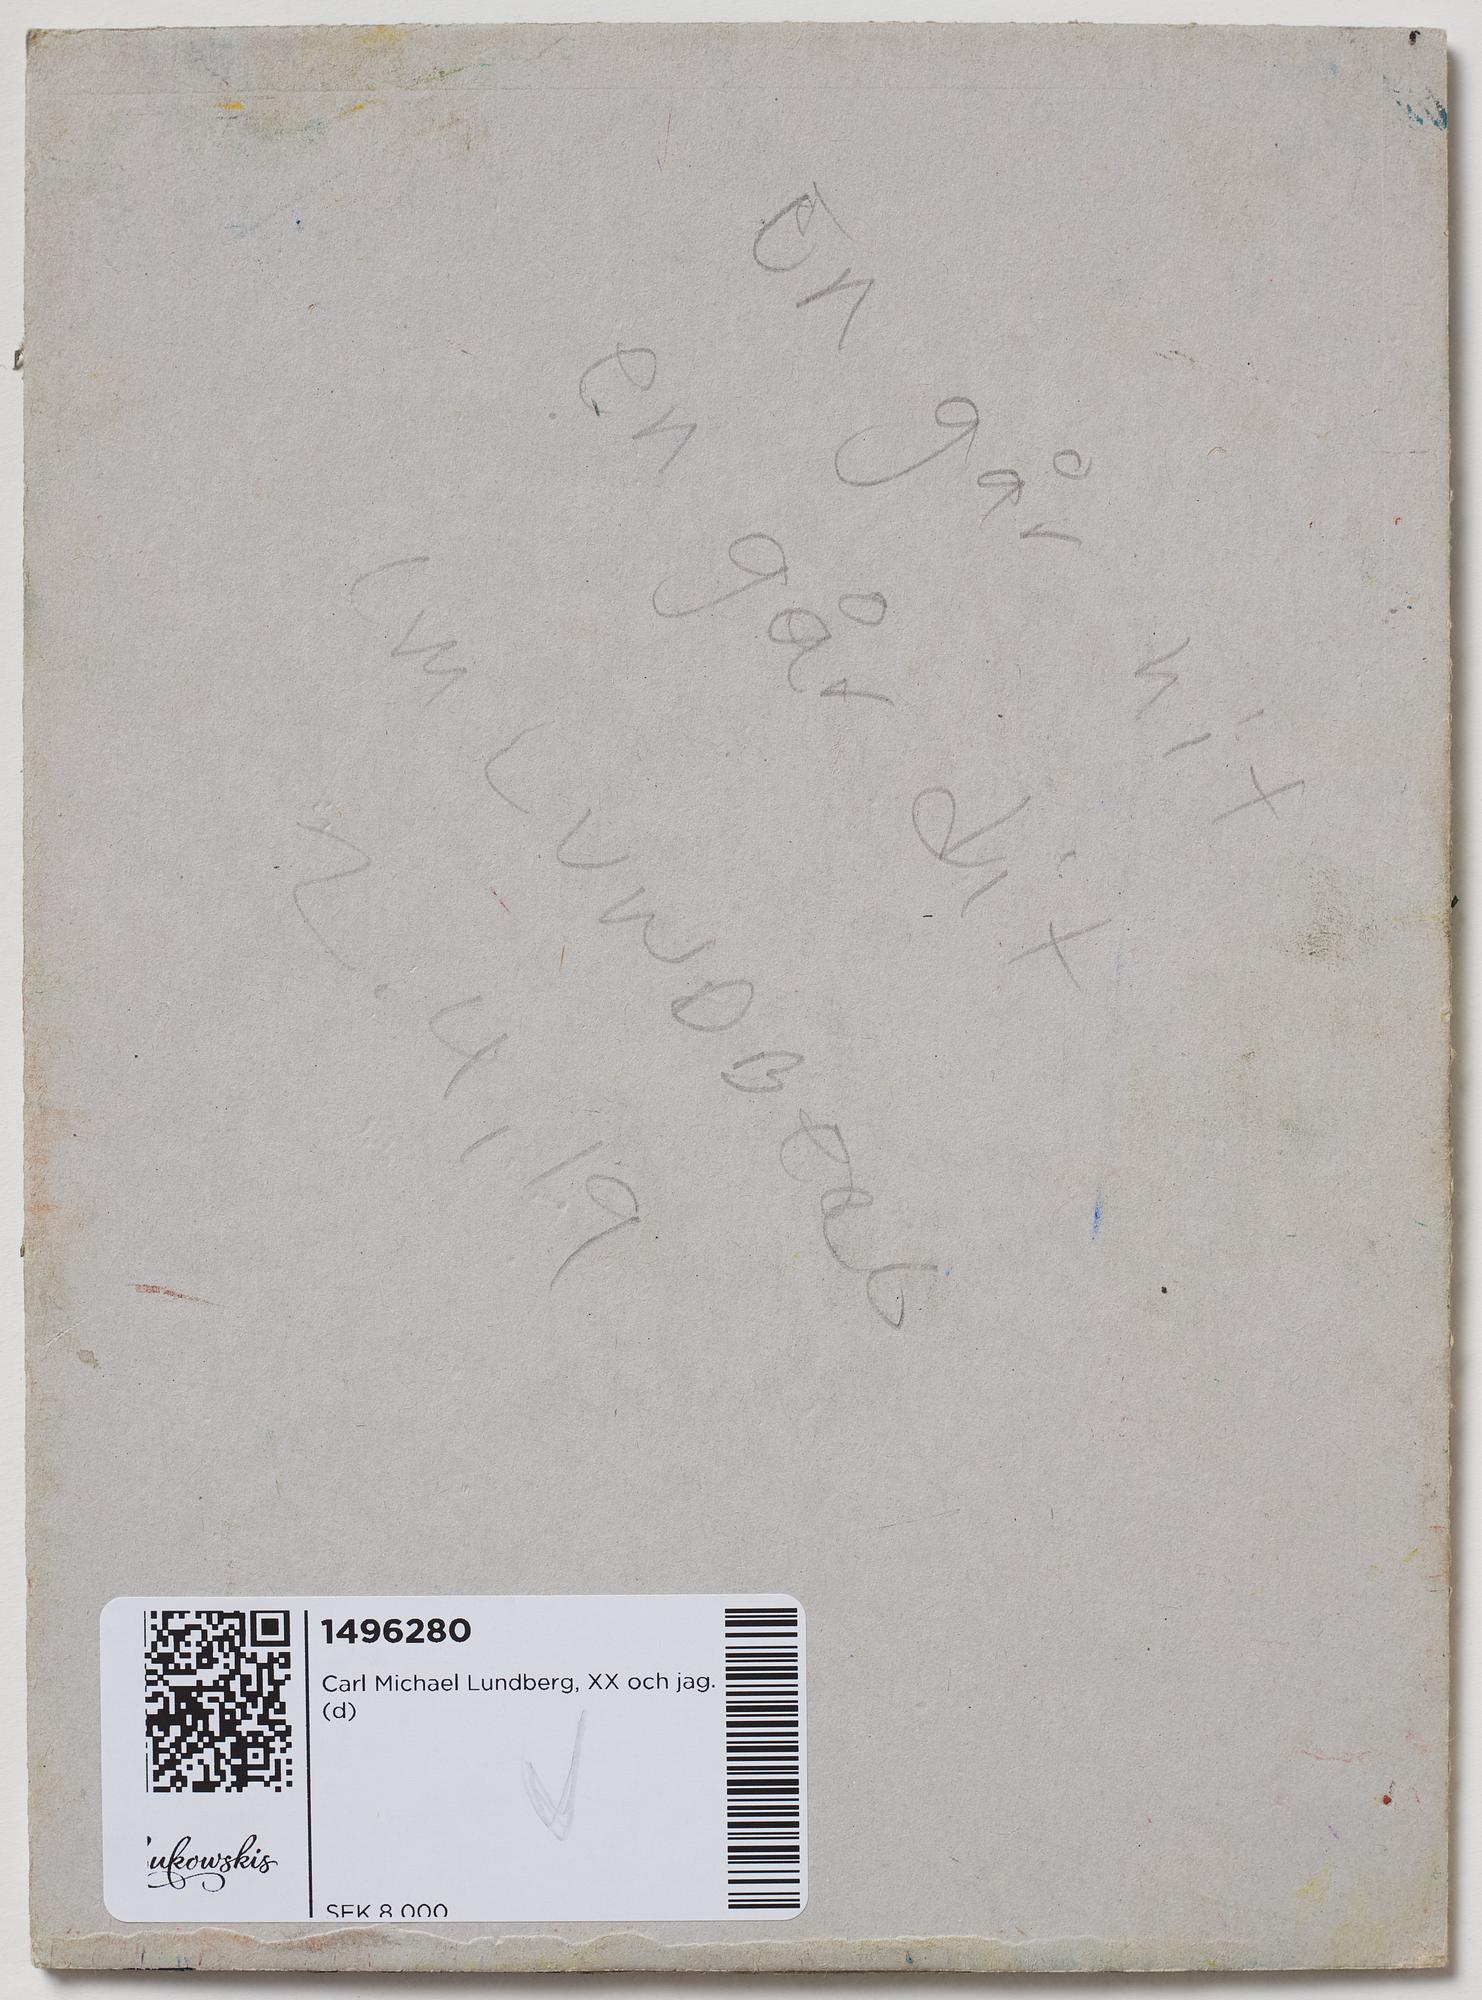 En går hit
en går dit
CM LUNDBERG
2.4.19
1496280
Carl Michael Lundberg, XX och jag.
(d)
ukowskis
SEK 8 000